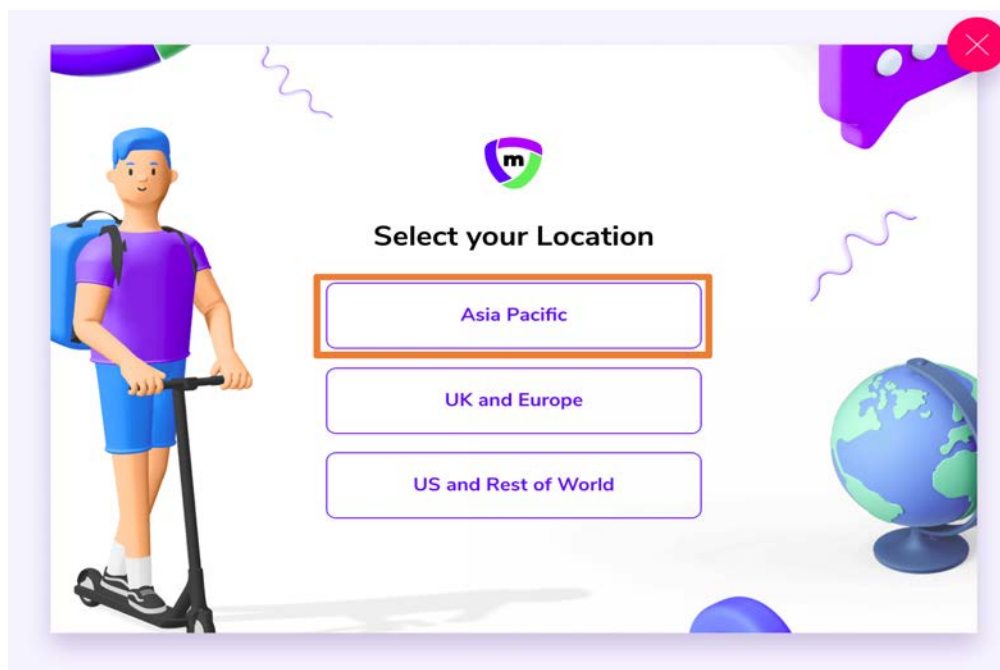 m
Select your Location
Asia Pacific
UK and Europe
US and Rest of World